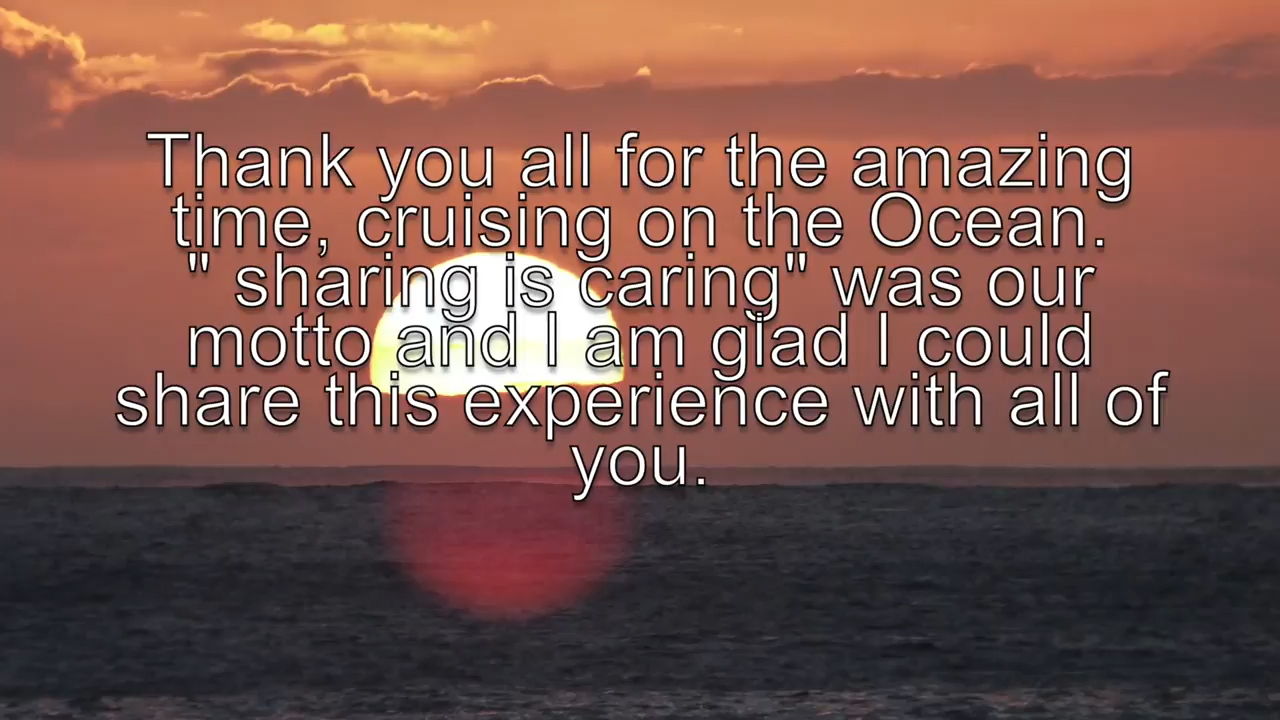 Thank you all for the amazing
time, cruising on the Ocean.
" sharing is caring" was our
motto and I am glad I could
share this experience with all of
you.